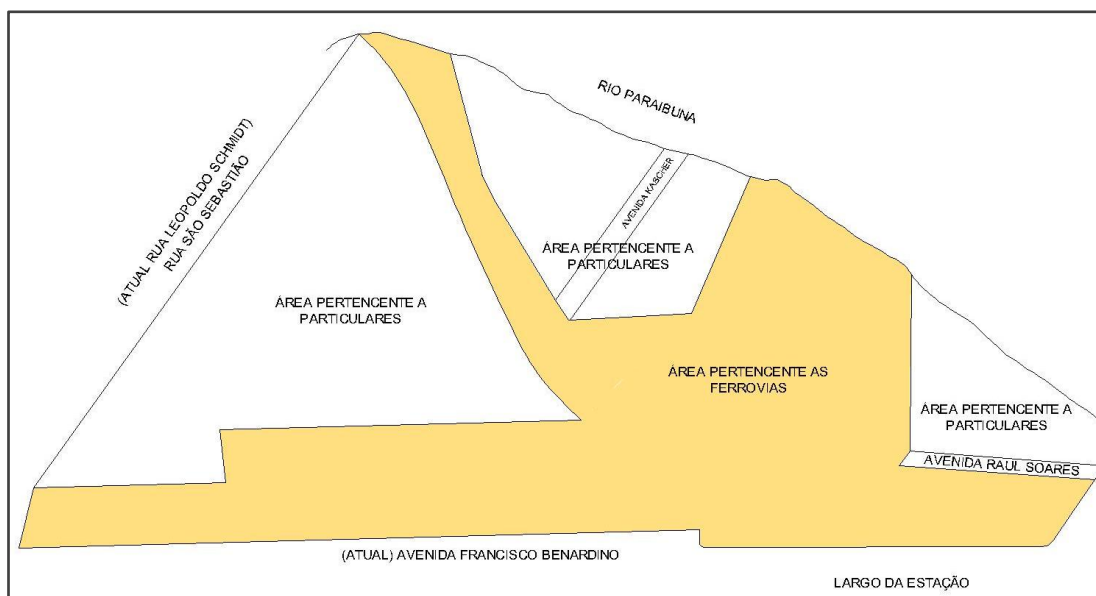 RIO PARAIBUNA
(ATUAL RUA LEOPOLDO SCHMIDT)
RUA SÃO SEBASTIÃO
AVENIDA KASCHER
ÁREA PERTENCENTE A
PARTICULARES
ÁREA PERTENCENTE A
PARTICULARES
ÁREA PERTENCENTE AS
FERROVIAS
ÁREA PERTENCENTE A
PARTICULARES
AVENIDA RAUL SOARES
(ATUAL) AVENIDA FRANCISCO BENARDINO
LARGO DA ESTAÇÃO